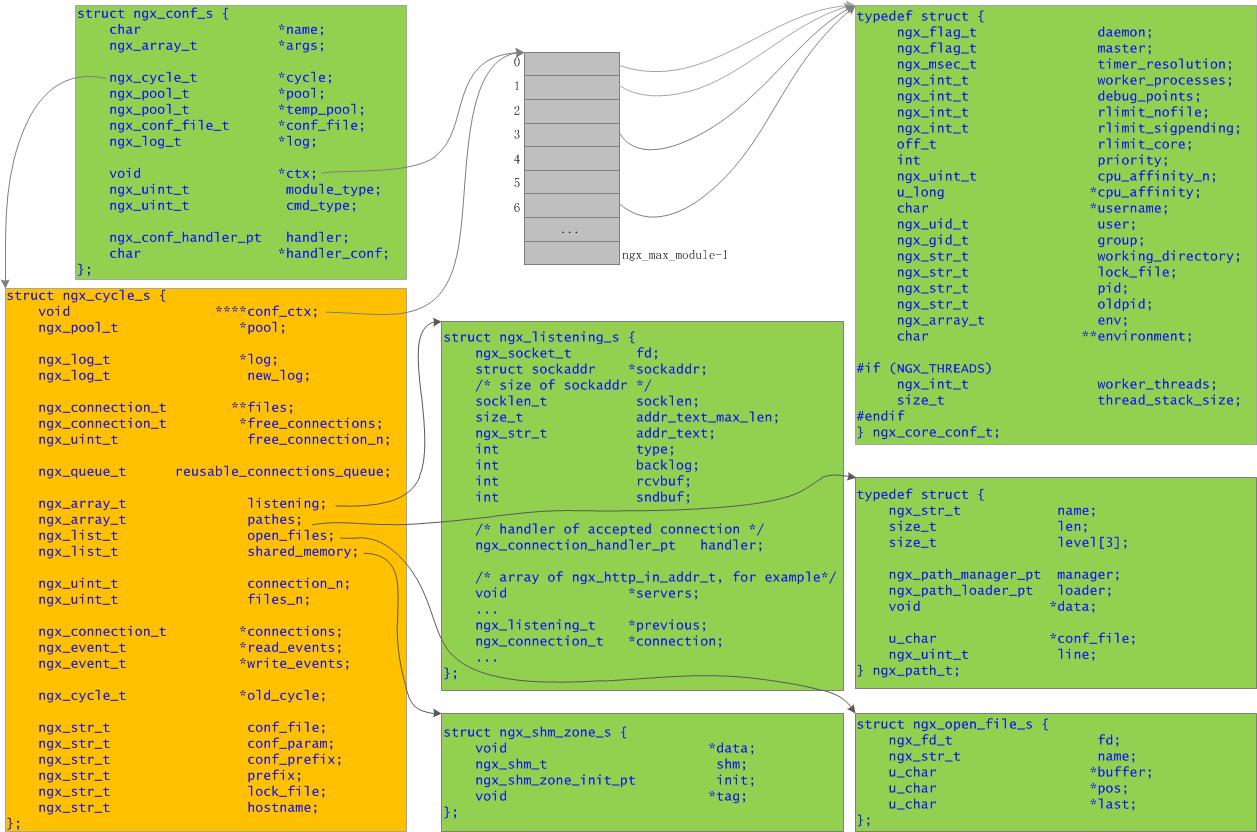 struct ngx_conf_s {
char *name;
ngx_array_t *args;
ngx_cycle_t *cycle;
ngx_pool_t *pool;
ngx_pool_t *temp_pool;
ngx_conf_file_t *conf_file;
ngx_log_t *log;
void *ctx;
ngx_uint_t module_type;
ngx_uint_t cmd_type;
ngx_conf_handler_pt handler;
char *handler_conf;
};
0
1
2
3
4
5
6
...
ngx_max_module-1
typedef struct {
ngx_flag_t daemon;
ngx_flag_t master;
ngx_msec_t timer_resolution;
ngx_int_t worker_processes;
ngx_int_t debug_points;
ngx_int_t rlimit_nofile;
ngx_int_t rlimit_sigpending;
off_t rlimit_core;
int priority;
ngx_uint_t cpu_affinity_n;
u_long *cpu_affinity;
char *username;
ngx_uid_t user;
ngx_gid_t group;
ngx_str_t working_directory;
ngx_str_t lock_file;
ngx_str_t pid;
ngx_str_t oldpid;
ngx_array_t env;
char **environment;
#if (NGX_THREADS)
ngx_int_t worker_threads;
size_t thread_stack_size;
#endif
} ngx_core_conf_t;
struct ngx_cycle_s {
void ****conf_ctx;
ngx_pool_t *pool;
ngx_log_t *log;
ngx_log_t new_log;
ngx_connection_t **files;
ngx_connection_t *free_connections;
ngx_uint_t free_connection_n;
ngx_queue_t reusable_connections_queue;
ngx_array_t listening;
ngx_array_t pathes;
ngx_list_t open_files;
ngx_list_t shared_memory;
ngx_uint_t connection_n;
ngx_uint_t files_n;
ngx_connection_t *connections;
ngx_event_t *read_events;
ngx_event_t *write_events;
ngx_cycle_t *old_cycle;
ngx_str_t conf_file;
ngx_str_t conf_param;
ngx_str_t conf_prefix;
ngx_str_t prefix;
ngx_str_t lock_file;
ngx_str_t hostname;
};
struct ngx_listening_s {
ngx_socket_t fd;
struct sockaddr *sockaddr;
/* size of sockaddr */
socklen_t socklen;
size_t addr_text_max_len;
ngx_str_t addr_text;
int type;
int backlog;
int rcvbuf;
int sndbuf;
/* handler of accepted connection */
ngx_connection_handler_pt handler;
/* array of ngx_http_in_addr_t, for example*/
void *servers;
...
ngx_listening_t *previous;
ngx_connection_t *connection;
...
};
typedef struct {
ngx_str_t name;
size_t len;
size_t level[3];
ngx_path_manager_pt manager;
ngx_path_loader_pt loader;
void *data;
u_char *conf_file;
ngx_uint_t line;
} ngx_path_t;
struct ngx_shm_zone_s {
void *data;
ngx_shm_t shm;
ngx_shm_zone_init_pt init;
void *tag;
};
struct ngx_open_file_s {
ngx_fd_t fd;
ngx_str_t name;
u_char *buffer;
u_char *pos;
u_char *last;
};